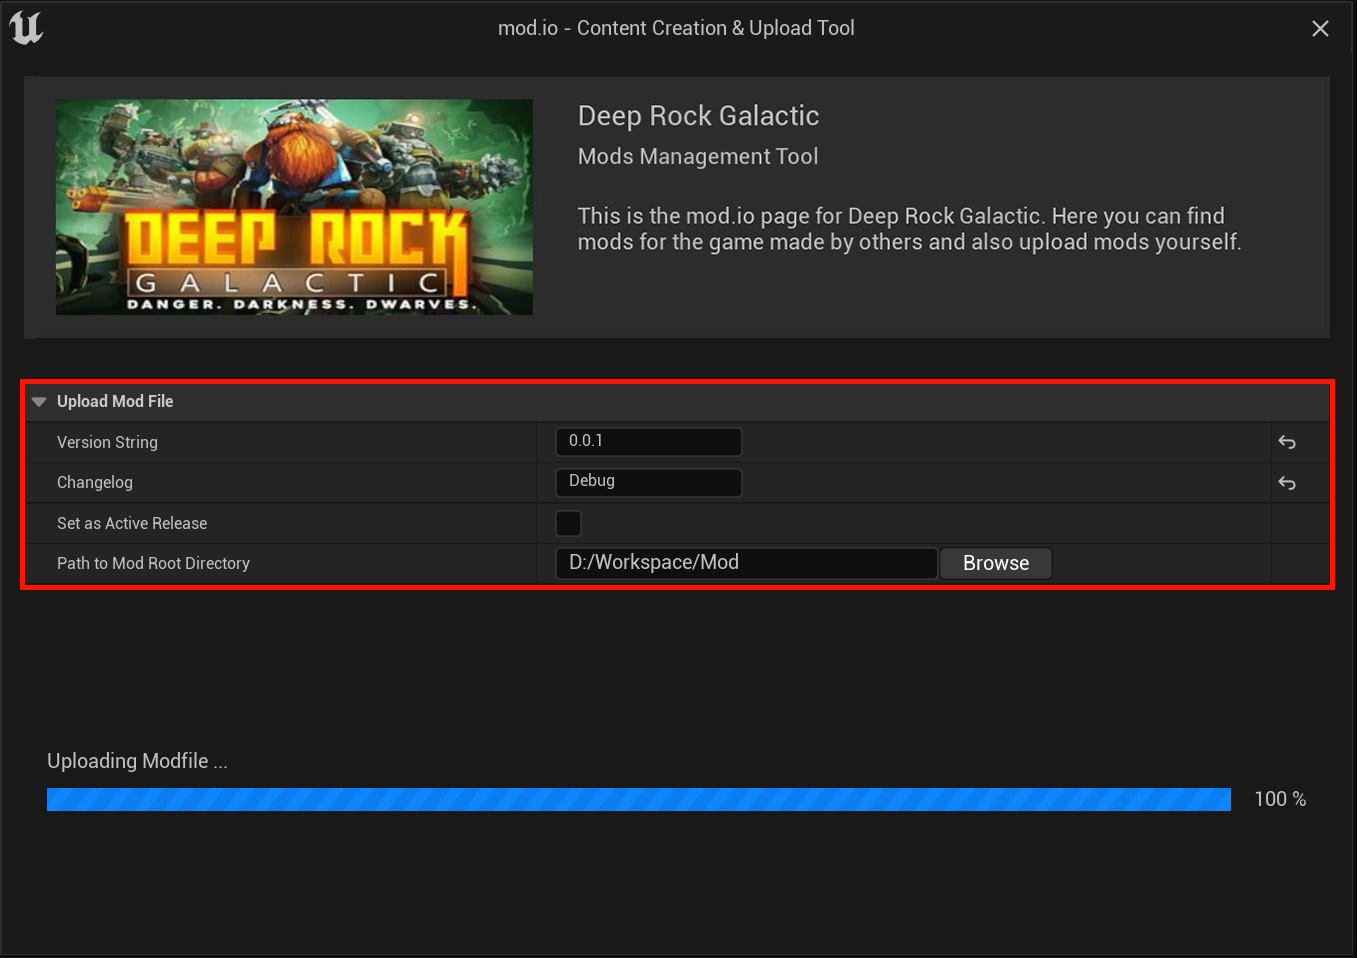 mod.io - Content Creation & Upload Tool
DEEP ROCK
GALACTIC
DANGER. DARKNESS. DWARVES.
Deep Rock Galactic
Mods Management Tool
This is the mod.io page for Deep Rock Galactic. Here you can find
mods for the game made by others and also upload mods yourself.
Upload Mod File
Version String 0.0.1
Changelog Debug
Set as Active Release
Path to Mod Root Directory D:/Workspace/Mod Browse
Uploading Modfile ...
100 %